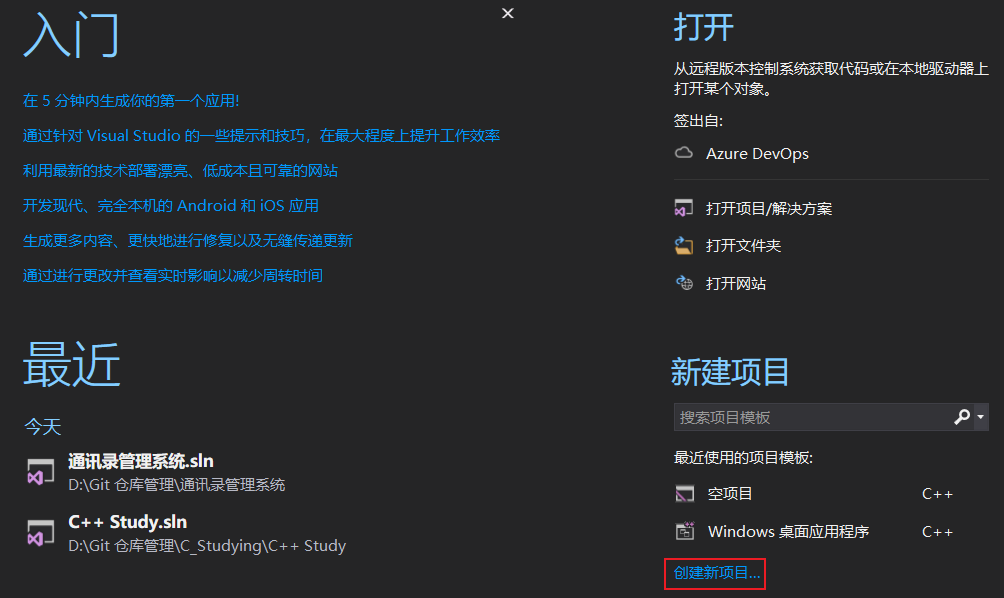 入门
在 5 分钟内生成你的第一个应用!
通过针对 Visual Studio 的一些提示和技巧，在最大程度上提升工作效率
利用最新的技术部署漂亮、低成本且可靠的网站
开发现代、完全本机的 Android 和 iOS 应用
生成更多内容、更快地进行修复以及无缝传递更新
通过进行更改并查看实时影响以减少周转时间
最近
今天
通讯录管理系统.sln
D:\Git 仓库管理\通讯录管理系统
C++ Study.sln
D:\Git 仓库管理\C_Studying\C++ Study
打开
从远程版本控制系统获取代码或在本地驱动器上
打开某个对象。
签出自:
Azure DevOps
打开项目/解决方案
打开文件夹
打开网站
新建项目
搜索项目模板
最近使用的项目模板:
空项目 C++
Windows 桌面应用程序 C++
创建新项目...